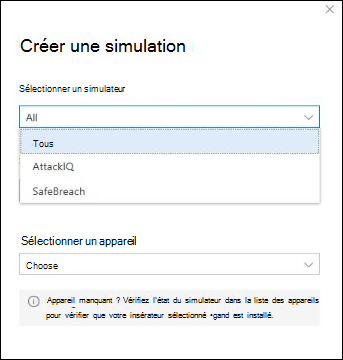 Créer une simulation
Sélectionner un simulateur
All
Tous
AttackIQ
SafeBreach
Sélectionner un appareil
Choose
Appareil manquant ? Vérifiez l'état du simulateur dans la liste des appareils
pour vérifier que votre insérateur sélectionné •gand est installé.